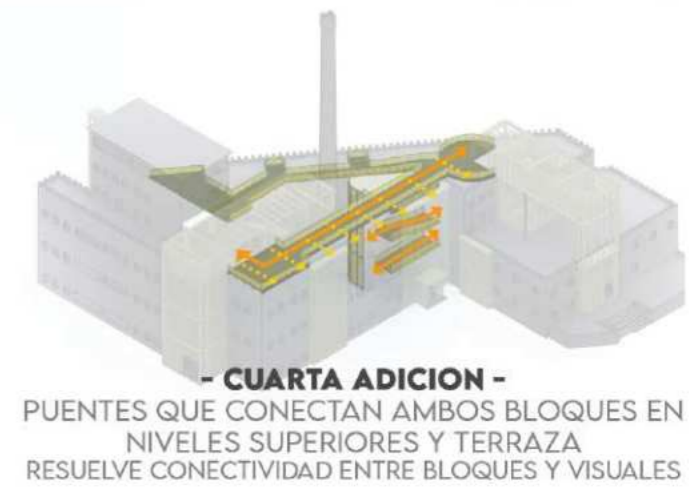 - CUARTA ADICION -
PUENTES QUE CONECTAN AMBOS BLOQUES EN
NIVELES SUPERIORES Y TERRAZA
RESUELVE CONECTIVIDAD ENTRE BLOQUES Y VISUALES